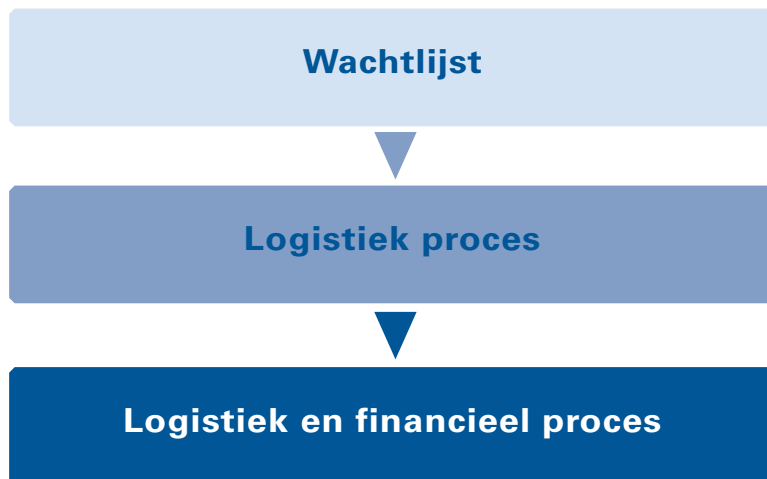 Wachtlijst
Logistiek proces
Logistiek en financieel proces